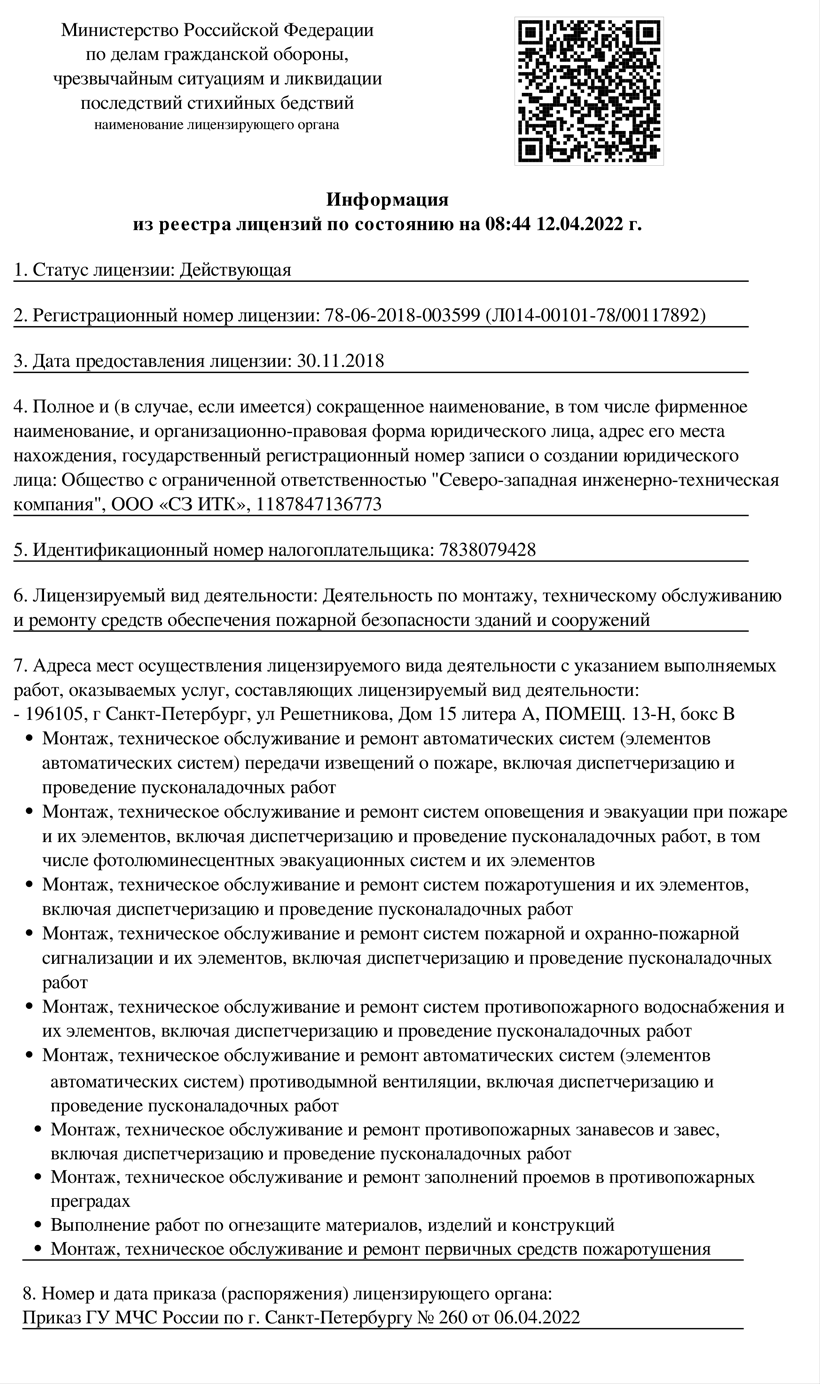 Министерство Российской Федерации
по делам гражданской обороны,
чрезвычайным ситуациям и ликвидации
последствий стихийных бедствий
наименование лицензирующего органа
Информация
из реестра лицензий по состоянию на 08:44 12.04.2022 г.
1. Статус лицензии: Действующая
2. Регистрационный номер лицензии: 78-06-2018-003599 (Л014-00101-78/00117892)
3. Дата предоставления лицензии: 30.11.2018
4. Полное и (в случае, если имеется) сокращенное наименование, в том числе фирменное
наименование, и организационно-правовая форма юридического лица, адрес его места
нахождения, государственный регистрационный номер записи о создании юридического
лица: Общество с ограниченной ответственностью "Северо-западная инженерно-техническая
компания", ООО «СЗ ИТК», 1187847136773
5. Идентификационный номер налогоплательщика: 7838079428
6. Лицензируемый вид деятельности: Деятельность по монтажу, техническому обслуживанию
и ремонту средств обеспечения пожарной безопасности зданий и сооружений
7. Адреса мест осуществления лицензируемого вида деятельности с указанием выполняемых
работ, оказываемых услуг, составляющих лицензируемый вид деятельности:
- 196105, г Санкт-Петербург, ул Решетникова, Дом 15 литера А, ПОМЕЩ. 13-Н, бокс В
• Монтаж, техническое обслуживание и ремонт автоматических систем (элементов
автоматических систем) передачи извещений о пожаре, включая диспетчеризацию и
проведение пусконаладочных работ
• Монтаж, техническое обслуживание и ремонт систем оповещения и эвакуации при пожаре
и их элементов, включая диспетчеризацию и проведение пусконаладочных работ, в том
числе фотолюминесцентных эвакуационных систем и их элементов
• Монтаж, техническое обслуживание и ремонт систем пожаротушения и их элементов,
включая диспетчеризацию и проведение пусконаладочных работ
• Монтаж, техническое обслуживание и ремонт систем пожарной и охранно-пожарной
сигнализации и их элементов, включая диспетчеризацию и проведение пусконаладочных
работ
• Монтаж, техническое обслуживание и ремонт систем противопожарного водоснабжения и
их элементов, включая диспетчеризацию и проведение пусконаладочных работ
• Монтаж, техническое обслуживание и ремонт автоматических систем (элементов
автоматических систем) противодымной вентиляции, включая диспетчеризацию и
проведение пусконаладочных работ
• Монтаж, техническое обслуживание и ремонт противопожарных занавесов и завес,
включая диспетчеризацию и проведение пусконаладочных работ
• Монтаж, техническое обслуживание и ремонт заполнений проемов в противопожарных
преградах
• Выполнение работ по огнезащите материалов, изделий и конструкций
• Монтаж, техническое обслуживание и ремонт первичных средств пожаротушения
8. Номер и дата приказа (распоряжения) лицензирующего органа:
Приказ ГУ МЧС России по г. Санкт-Петербургу № 260 от 06.04.2022